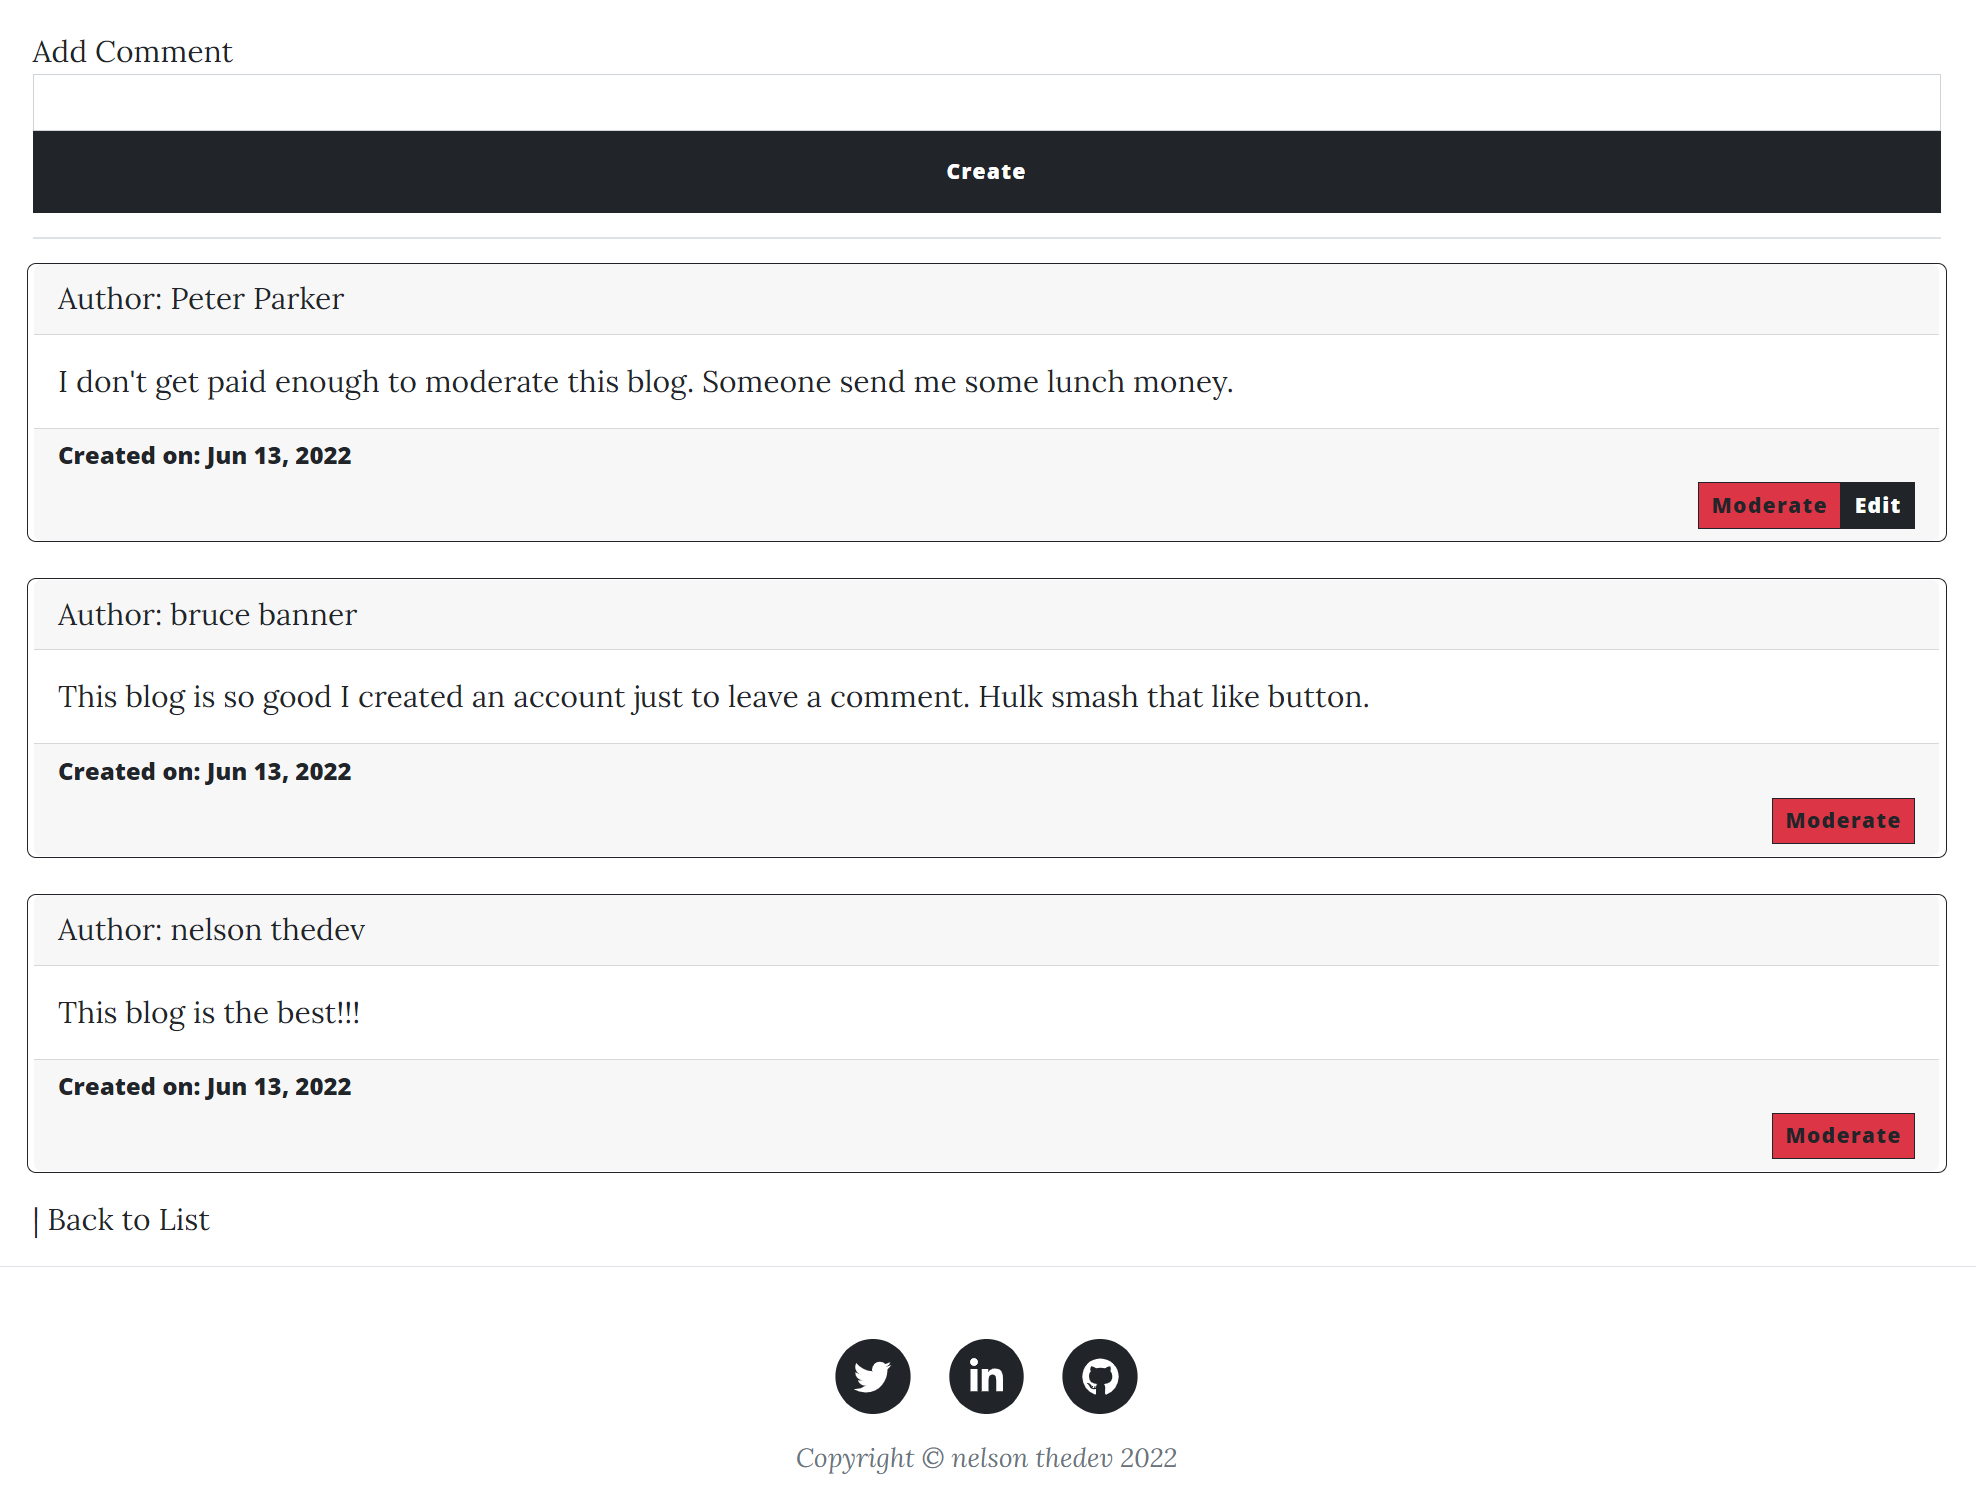 Add Comment
Create
Author: Peter Parker
I don't get paid enough to moderate this blog. Someone send me some lunch money.
Created on: Jun 13, 2022
Moderate Edit
Author: bruce banner
This blog is so good I created an account just to leave a comment. Hulk smash that like button.
Created on: Jun 13, 2022
Moderate
Author: nelson thedev
This blog is the best!!!
Created on: Jun 13, 2022
Moderate
| Back to List
in
Copyright © nelson thedev 2022